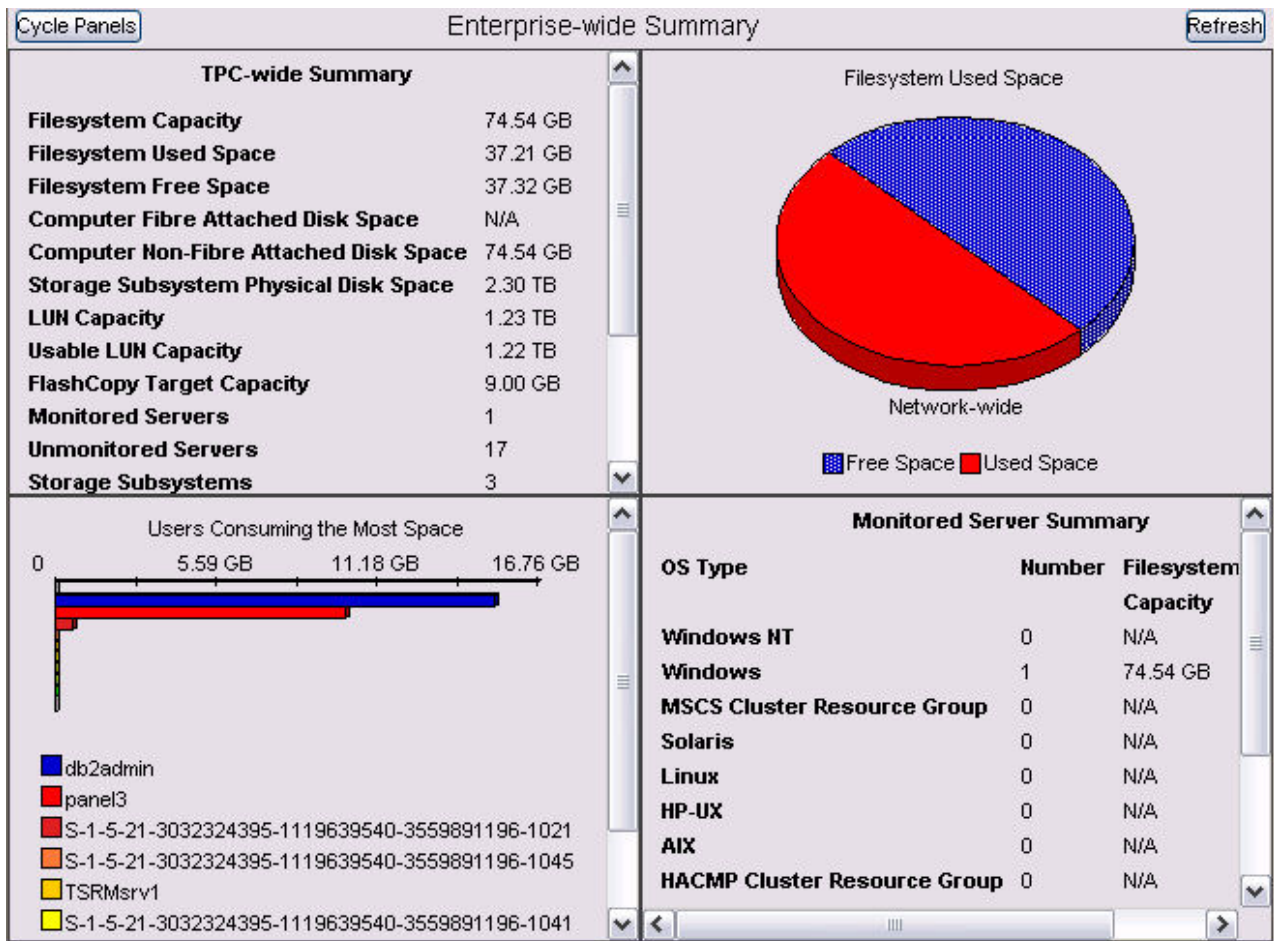 Cycle Panels Enterprise-wide Summary Refresh
TPC-wide Summary
Filesystem Capacity 74.54 GB
Filesystem Used Space 37.21 GB
Filesystem Free Space 37.32 GB
Computer Fibre Attached Disk Space N/A
Computer Non-Fibre Attached Disk Space 74.54 GB
Storage Subsystem Physical Disk Space 2.30 TB
LUN Capacity 1.23 TB
Usable LUN Capacity 1.22 TB
FlashCopy Target Capacity 9.00 GB
Monitored Servers 1
Unmonitored Servers 17
Storage Subsystems 3
Filesystem Used Space
Network-wide
Free Space Used Space
Users Consuming the Most Space
0 5.59 GB 11.18 GB 16.76 GB
db2admin
panel3
S-1-5-21-3032324395-1119639540-3559891196-1021
S-1-5-21-3032324395-1119639540-3559891196-1045
TSRMsrv1
S-1-5-21-3032324395-1119639540-3559891196-1041
Monitored Server Summary
OS Type Number Filesystem
Capacity
Windows NT 0 N/A
Windows 1 74.54 GB
MSCS Cluster Resource Group 0 N/A
Solaris 0 N/A
Linux 0 N/A
HP-UX 0 N/A
AIX 0 N/A
HACMP Cluster Resource Group 0 N/A